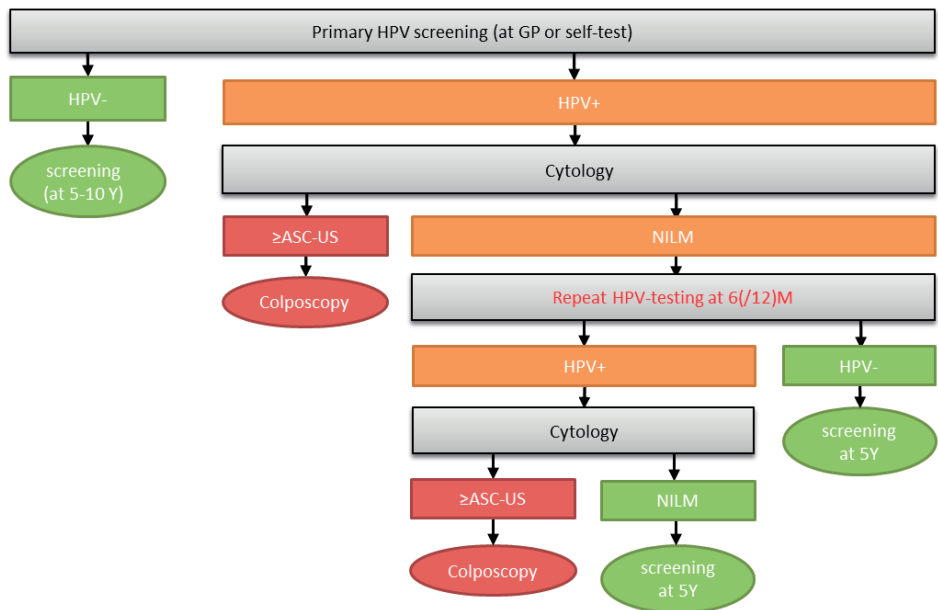 Primary HPV screening (at GP or self-test)
HPV-
HPV+
screening
(at 5-10 Y)
Cytology
≥ASC-US
NILM
Colposcopy
Repeat HPV-testing at 6(/12)M
HPV+
HPV-
Cytology
screening
at 5Y
≥ASC-US
NILM
Colposcopy
screening
at 5Y